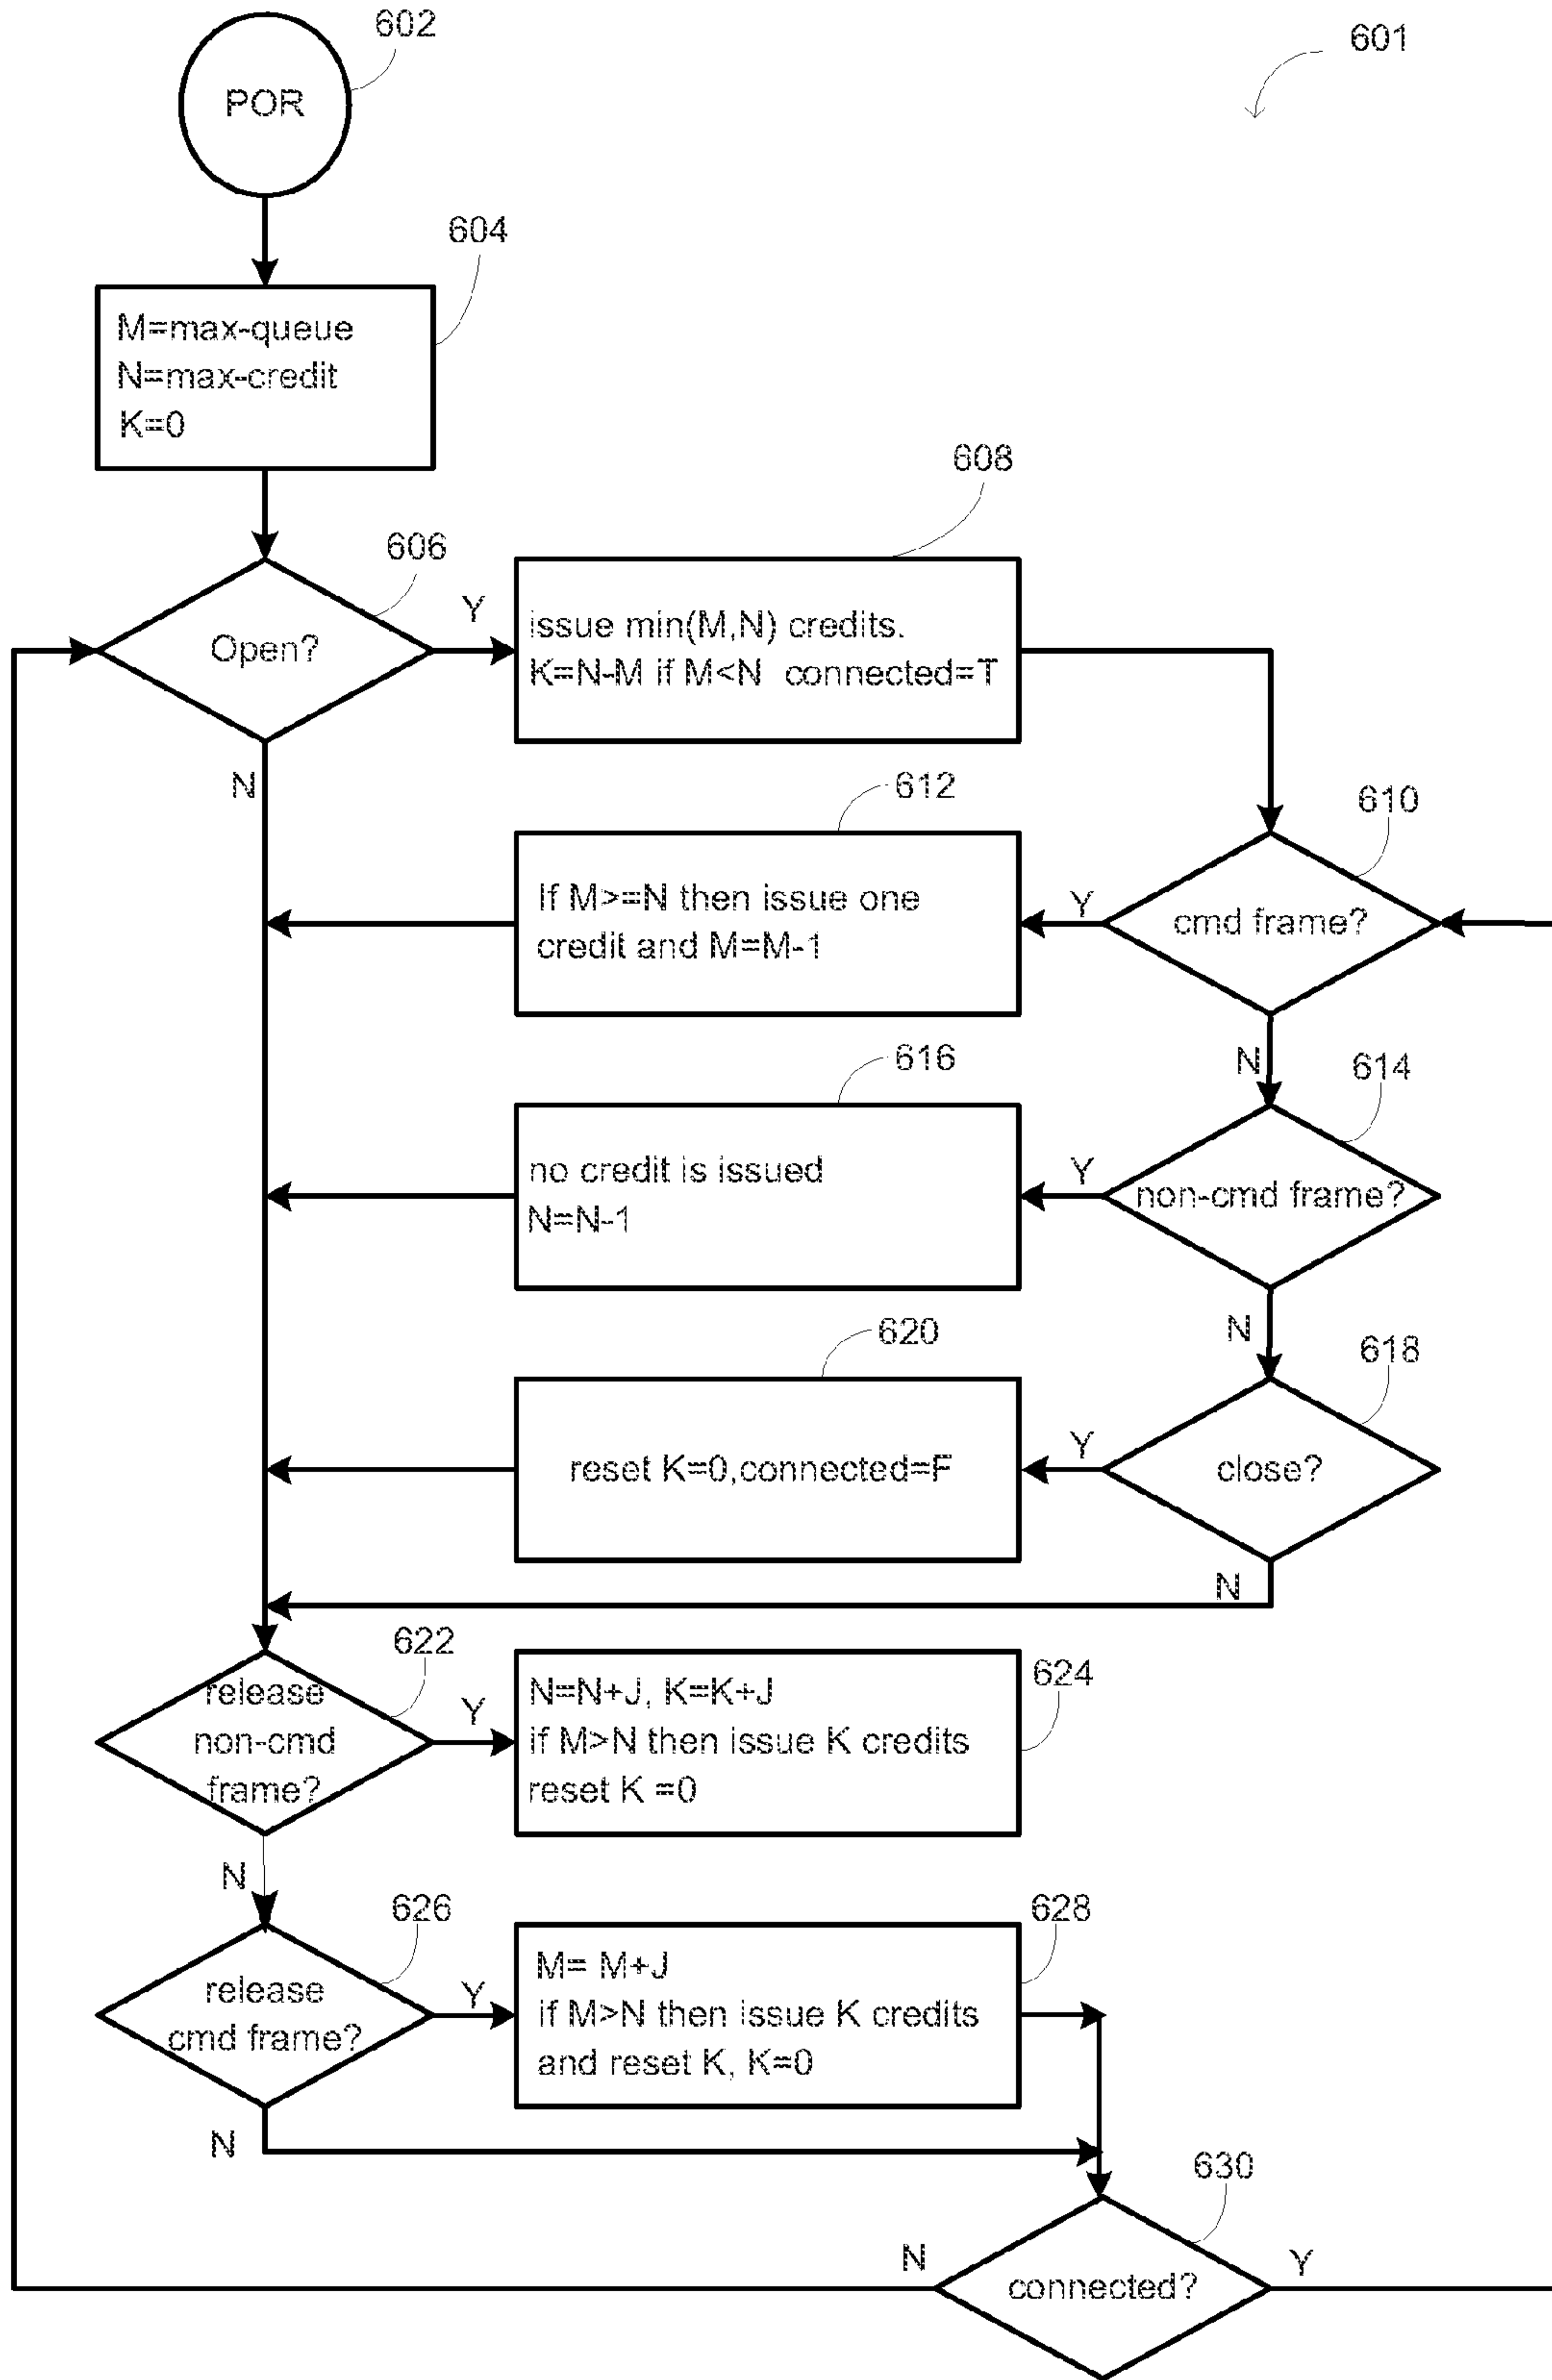 602
601
POR
604
M=max-queue
N=max-credit
K=0
608
606
Y
Open?
issue min(M,N) credits.
K=N-M if M<N connected=T
N
612
610
If M>=N then issue one
credit and M=M-1
Y
cmd frame?
616
N
614
no credit is issued
N=N-1
Y
non-cmd frame?
620
N
618
reset K=0,connected=F
Y
close?
N
622
release
non-cmd
frame?
Y
N=N+J, K=K+J
if M>N then issue K credits
reset K =0
624
N
626
628
release
cmd frame?
Y
M= M+J
if M>N then issue K credits
and reset K, K=0
N
630
N
connected?
Y